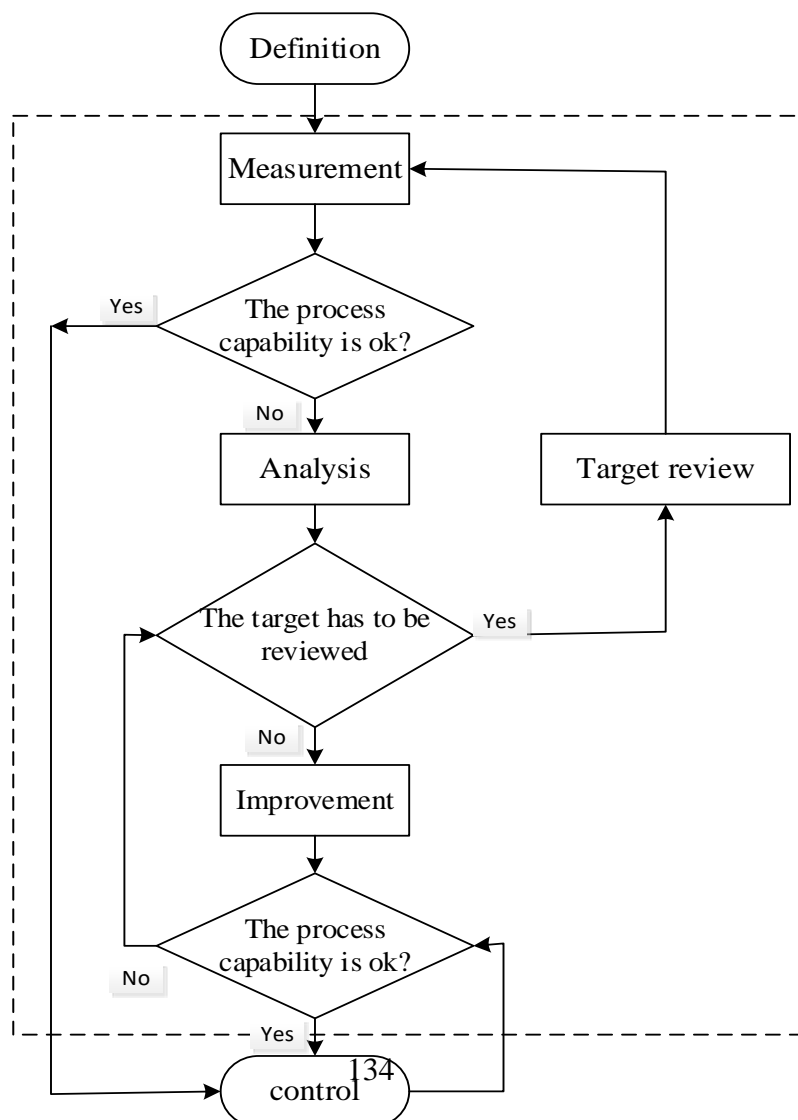 Definition
Measurement
Yes
The process
capability is ok?
No
Analysis
Target review
The target has to be
reviewed
Yes
No
Improvement
The process
capability is ok?
No
Yes
134
control